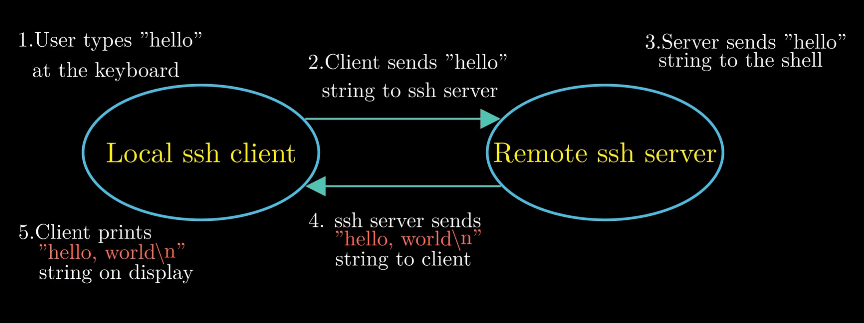 1.User types "hello"
at the keyboard
2.Client sends "hello"
string to ssh server
3.Server sends "hello"
string to the shell
Local ssh client
Remote ssh server
4. ssh server sends
"hello, world\n"
string to client
5.Client prints
"hello, world\n"
string on display